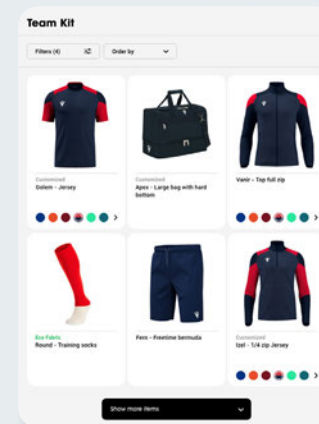 Team Kit
Filters (4)
Order by
Customized
Golem - Jersey
Customized
Apex - Large bag with hard
bottom
Vanir - Top full zip
Eco Fabric
Round - Training socks
Fern - Freetime bermuda
Customized
Izel - 1/4 zip Jersey
Show more items